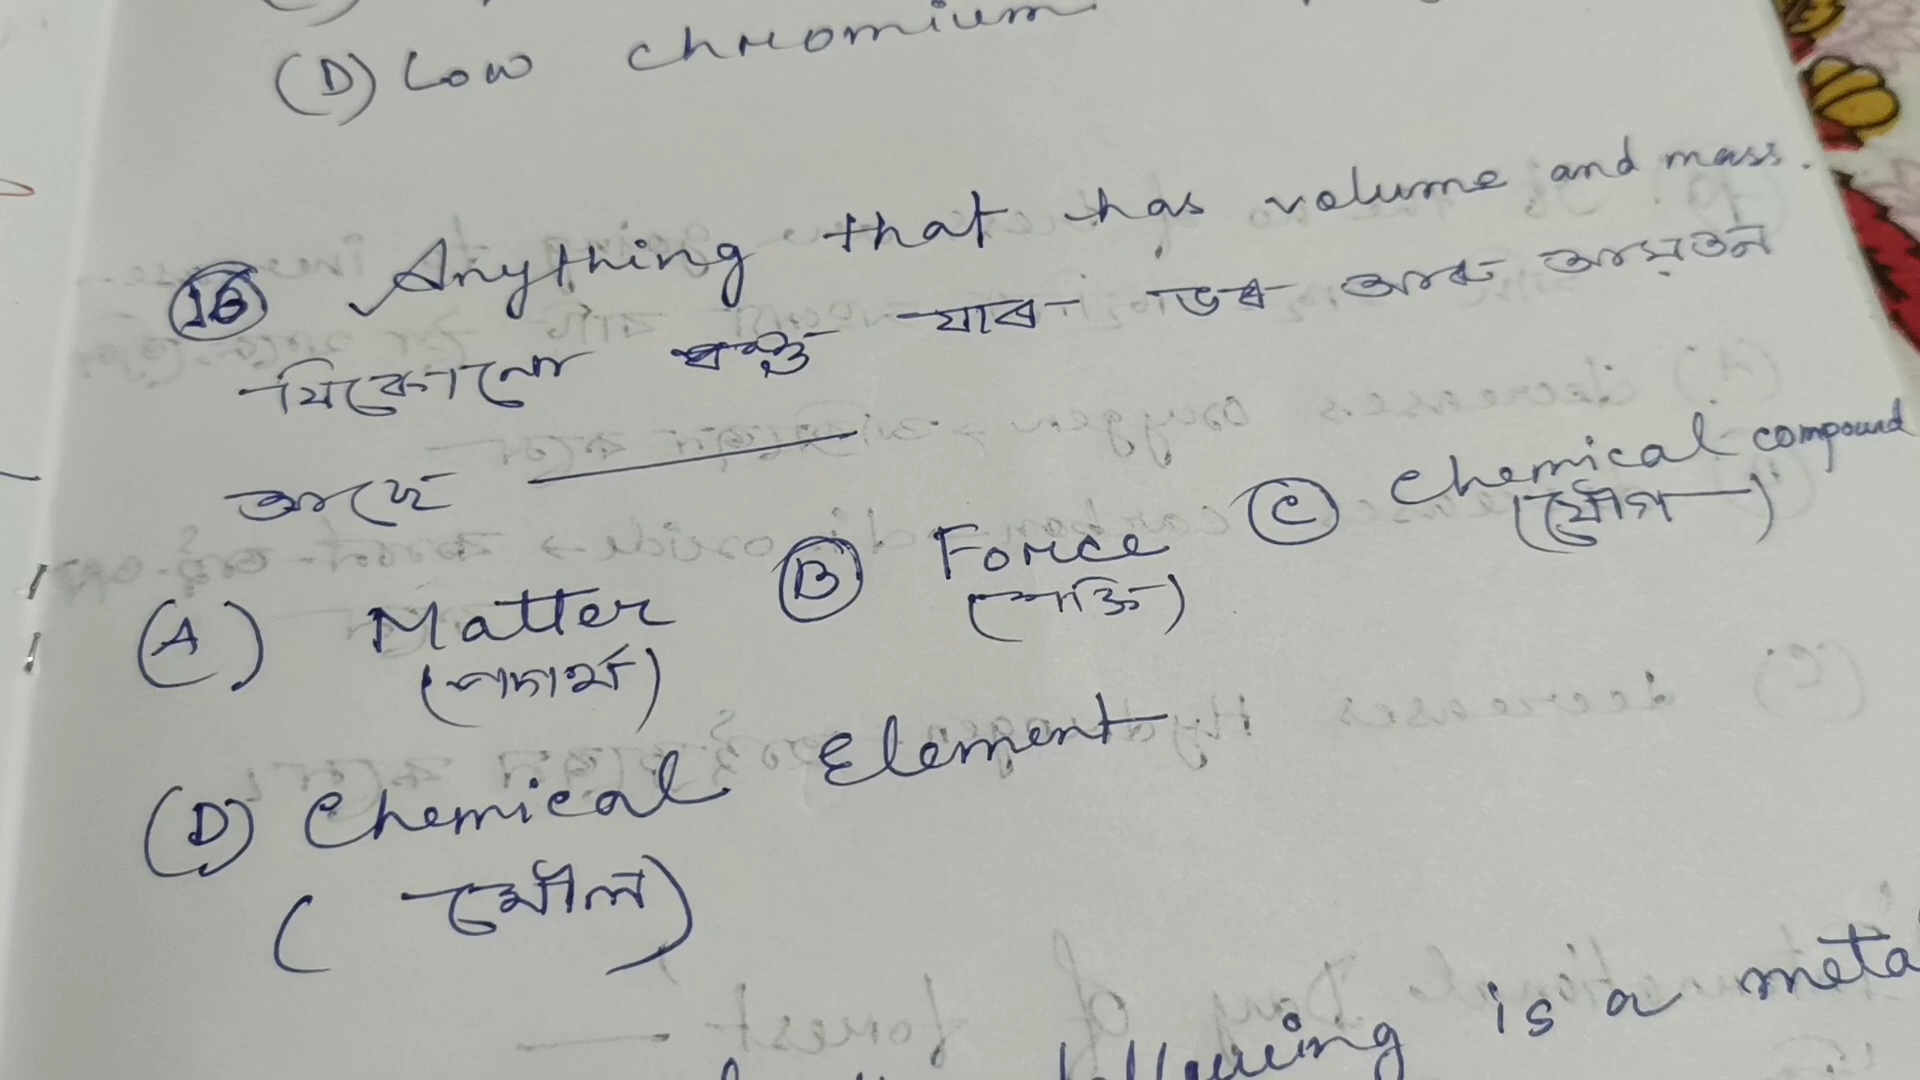 (D) Low chromium
16 Anything that has volume and mass.
যিকোনো বস্তু যাৰ ভৰ আৰু আয়তন
আছে ______
(A) Matter (B) Force (C) Chemical compound
(পদাৰ্থ) (শক্তি) (যৌগ)
(D) Chemical Element
(মৌল)
following is a meta